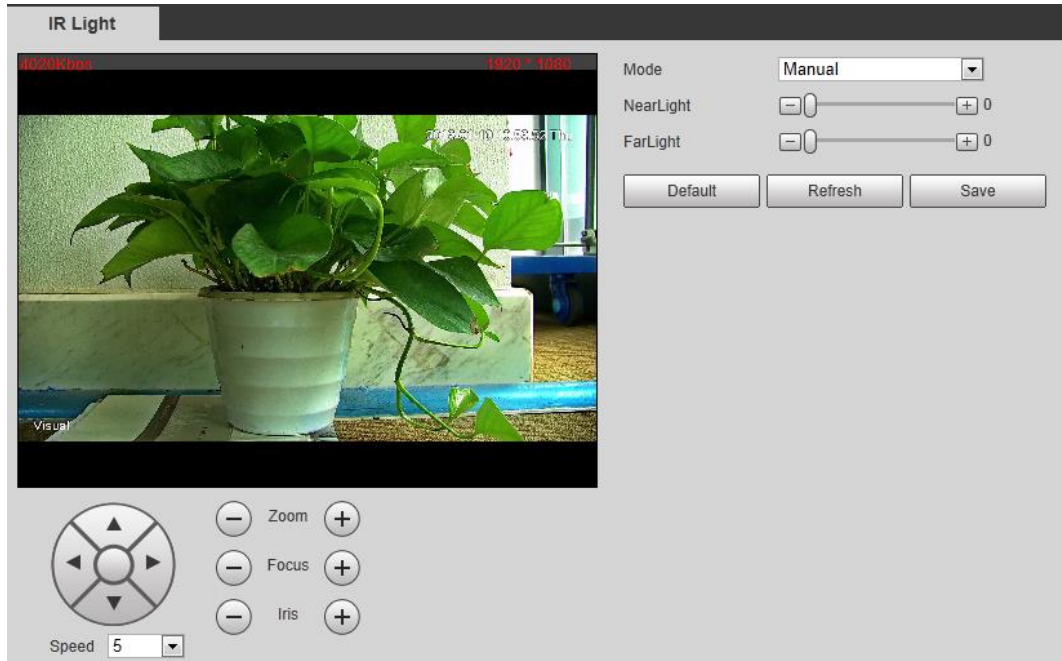 IR Light
4020Kbps 1920 * 1080
Mode Manual
NearLight 0
FarLight 0
Default Refresh Save
Visual
Zoom
Focus
Iris
Speed 5